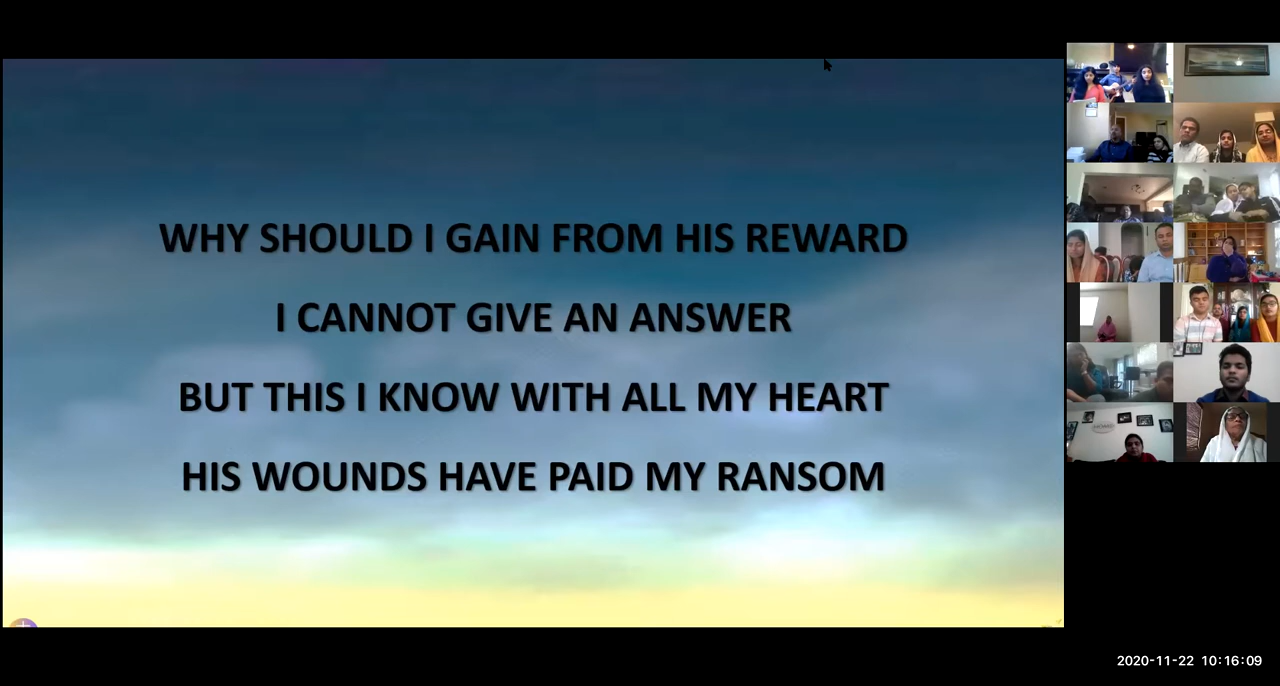 WHY SHOULD I GAIN FROM HIS REWARD
I CANNOT GIVE AN ANSWER
BUT THIS I KNOW WITH ALL MY HEART
HIS WOUNDS HAVE PAID MY RANSOM
2020-11-22 10:16:09